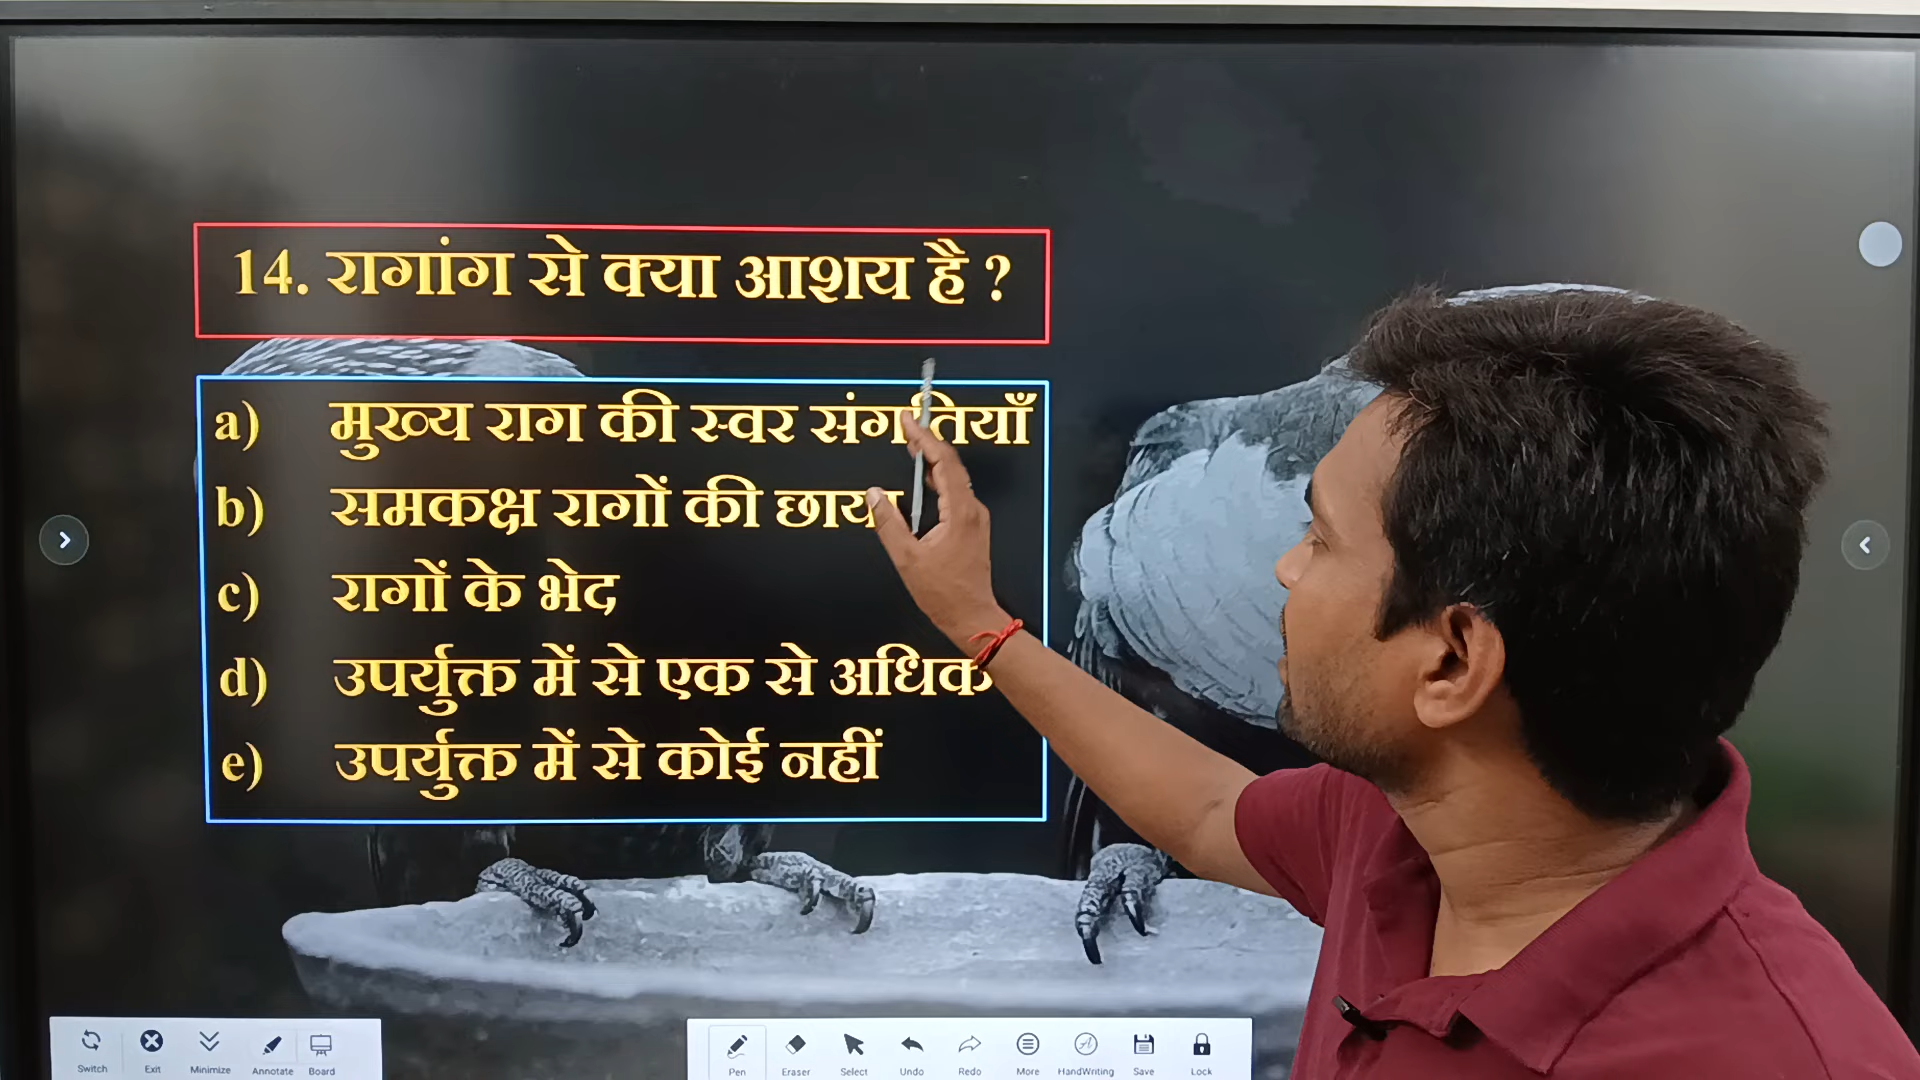 14. रागांग से क्या आशय है ?
a) मुख्य राग की स्वर संगतियाँ
b) समकक्ष रागों की छाया
c) रागों के भेद
d) उपर्युक्त में से एक से अधिक
e) उपर्युक्त में से कोई नहीं
Switch Exit Minimize Annotate Board Pen Eraser Select Undo Redo More HandWriting Save Lock